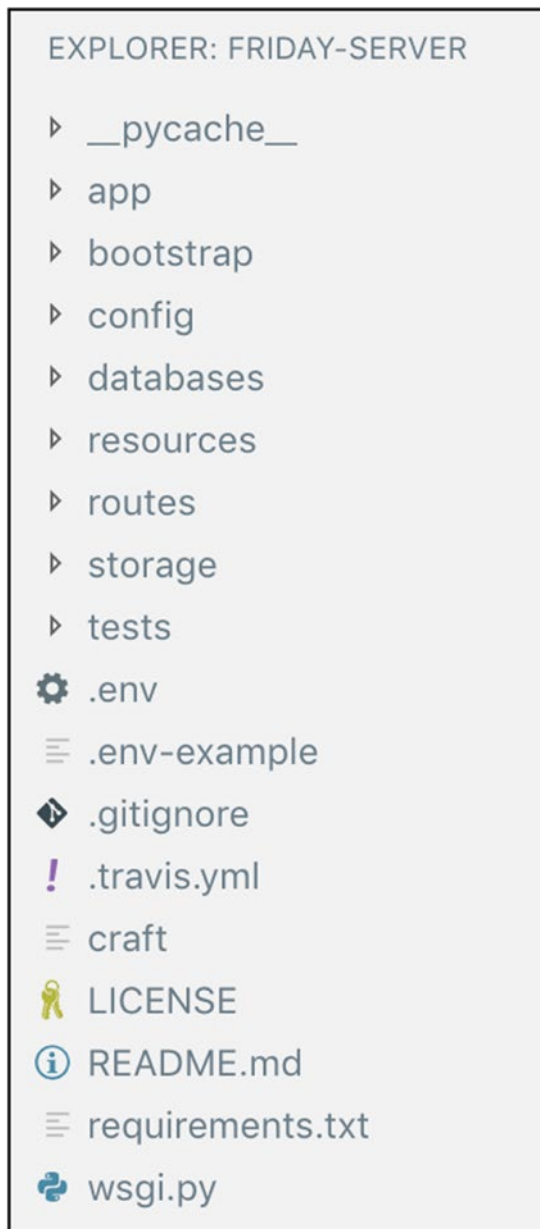 EXPLORER: FRIDAY-SERVER
__pycache__
app
bootstrap
config
databases
resources
routes
storage
tests
.env
.env-example
.gitignore
.travis.yml
craft
LICENSE
README.md
requirements.txt
wsgi.py